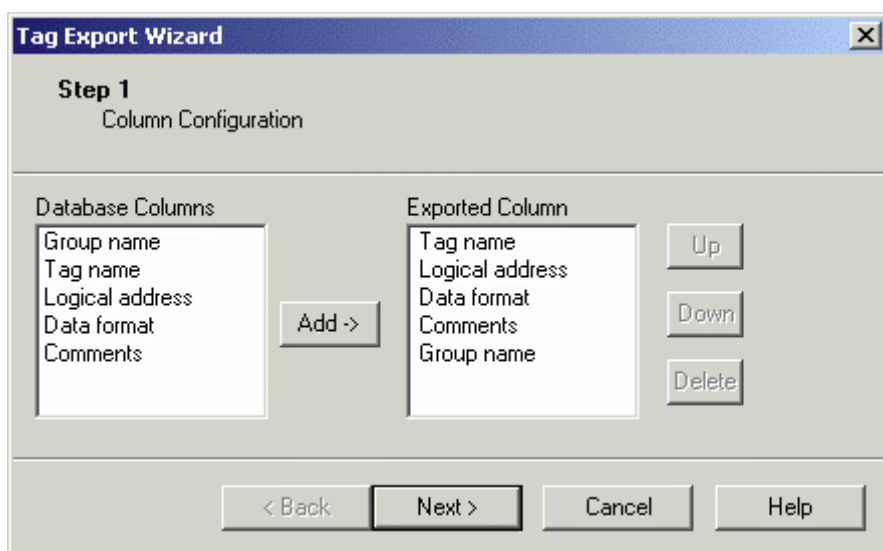 Tag Export Wizard
Step 1
Column Configuration
Database Columns
Group name
Tag name
Logical address
Data format
Comments
Add ->
Exported Column
Tag name
Logical address
Data format
Comments
Group name
Up
Down
Delete
< Back
Next >
Cancel
Help